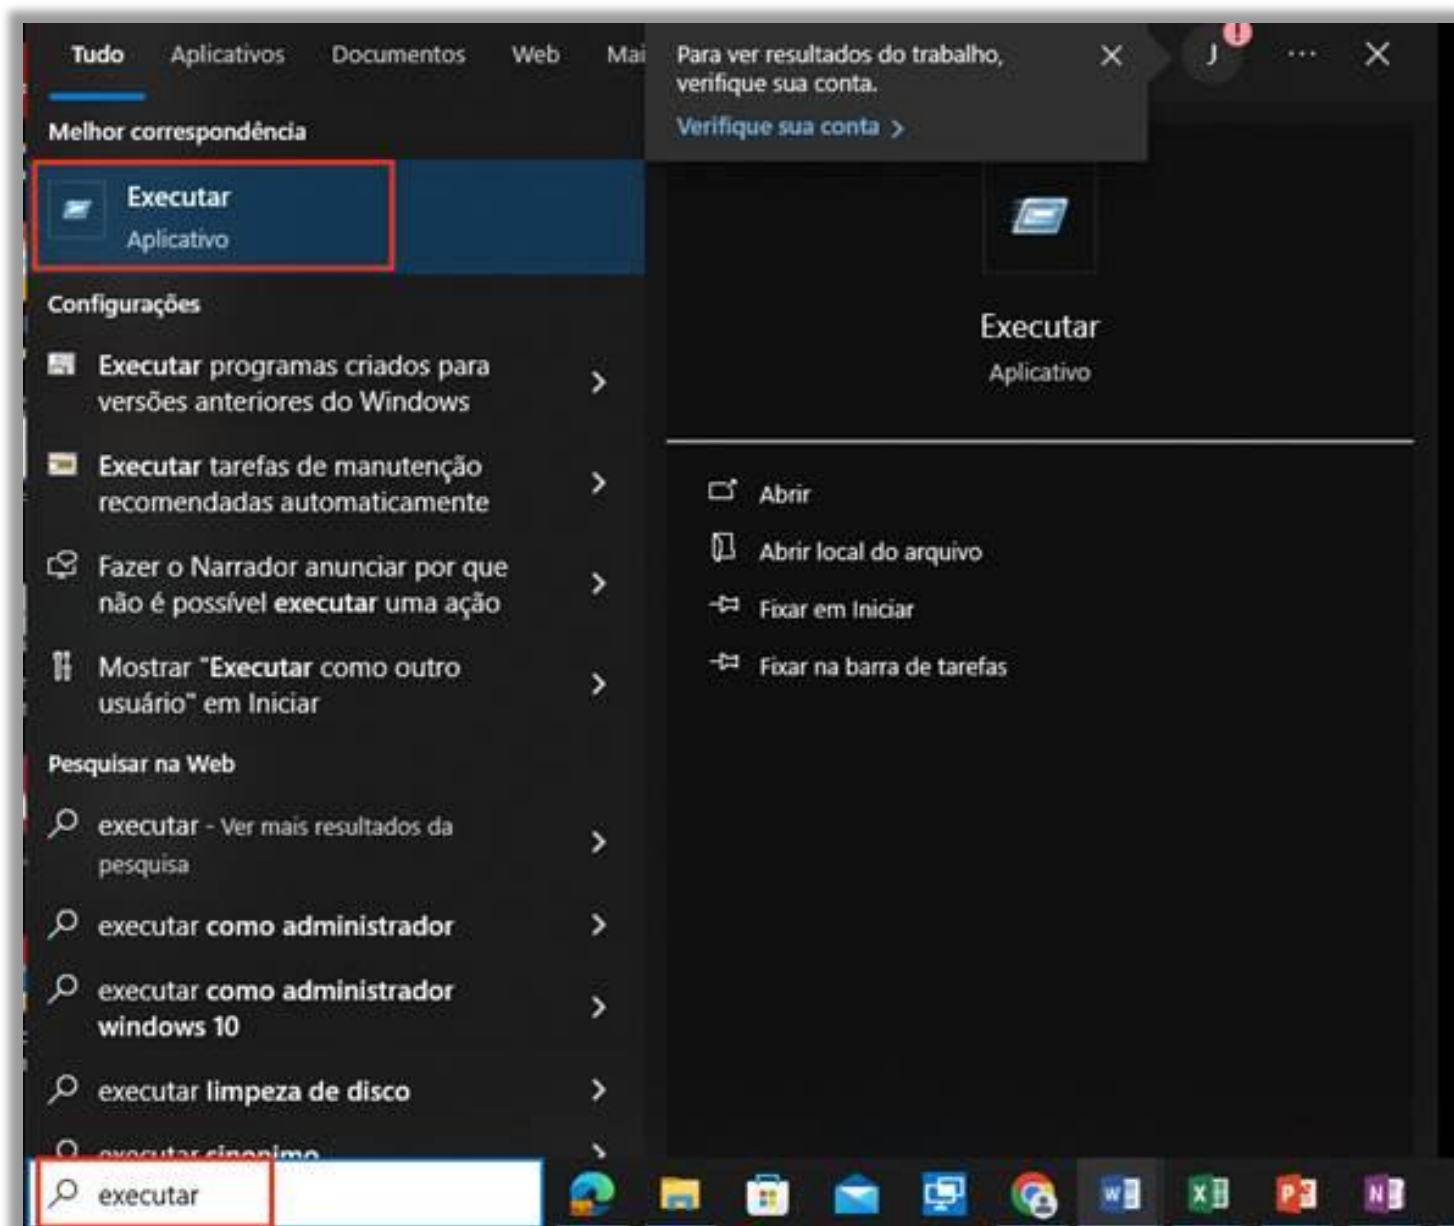 Tudo Aplicativos Documentos Web Mai
Para ver resultados do trabalho,
verifique sua conta.
Verifique sua conta >
J
Melhor correspondência
Executar
Aplicativo
Configurações
Executar programas criados para
versões anteriores do Windows
Executar tarefas de manutenção
recomendadas automaticamente
Fazer o Narrador anunciar por que
não é possível executar uma ação
Mostrar "Executar como outro
usuário" em Iniciar
Pesquisar na Web
executar - Ver mais resultados da
pesquisa
executar como administrador
executar como administrador
windows 10
executar limpeza de disco
executar sinonimo
executar
Executar
Aplicativo
Abrir
Abrir local do arquivo
Fixar em Iniciar
Fixar na barra de tarefas